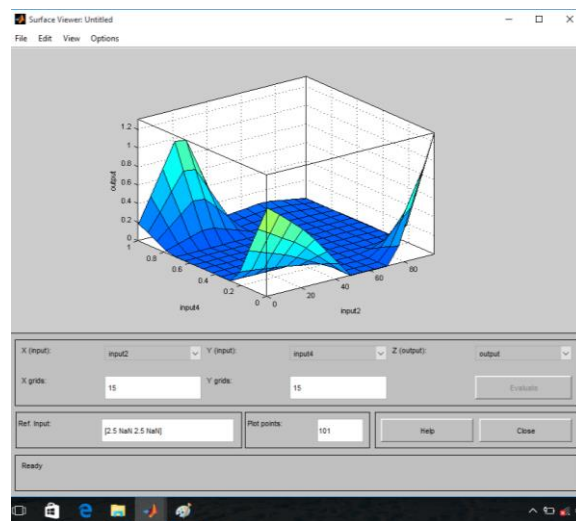 Surface Viewer: Untitled
File Edit View Options
1.2
1
0.8
0.6
0.4
0.2
0
output
1
0.8
0.6
0.4
0.2
0
input4
0
20
40
60
80
input2
X (input): input2 Y (input): input4 Z (output): output
X grids: 15 Y grids: 15 Evaluate
Ref. Input: [2.5 NaN 2.5 NaN] Plot points: 101 Help Close
Ready